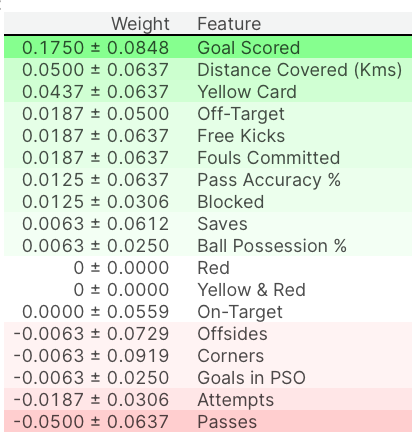 Weight Feature
0.1750 ± 0.0848 Goal Scored
0.0500 ± 0.0637 Distance Covered (Kms)
0.0437 ± 0.0637 Yellow Card
0.0187 ± 0.0500 Off-Target
0.0187 ± 0.0637 Free Kicks
0.0187 ± 0.0637 Fouls Committed
0.0125 ± 0.0637 Pass Accuracy %
0.0125 ± 0.0306 Blocked
0.0063 ± 0.0612 Saves
0.0063 ± 0.0250 Ball Possession %
0 ± 0.0000 Red
0 ± 0.0000 Yellow & Red
0.0000 ± 0.0559 On-Target
-0.0063 ± 0.0729 Offsides
-0.0063 ± 0.0919 Corners
-0.0063 ± 0.0250 Goals in PSO
-0.0187 ± 0.0306 Attempts
-0.0500 ± 0.0637 Passes